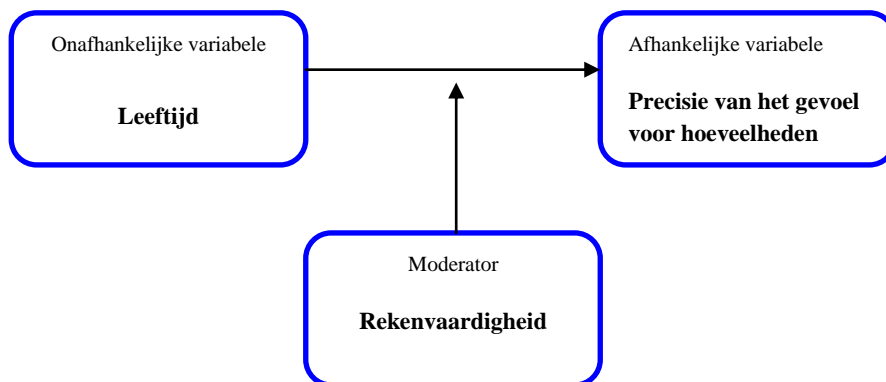 Onafhankelijke variabele
Leeftijd
Afhankelijke variabele
Precisie van het gevoel
voor hoeveelheden
Moderator
Rekenvaardigheid